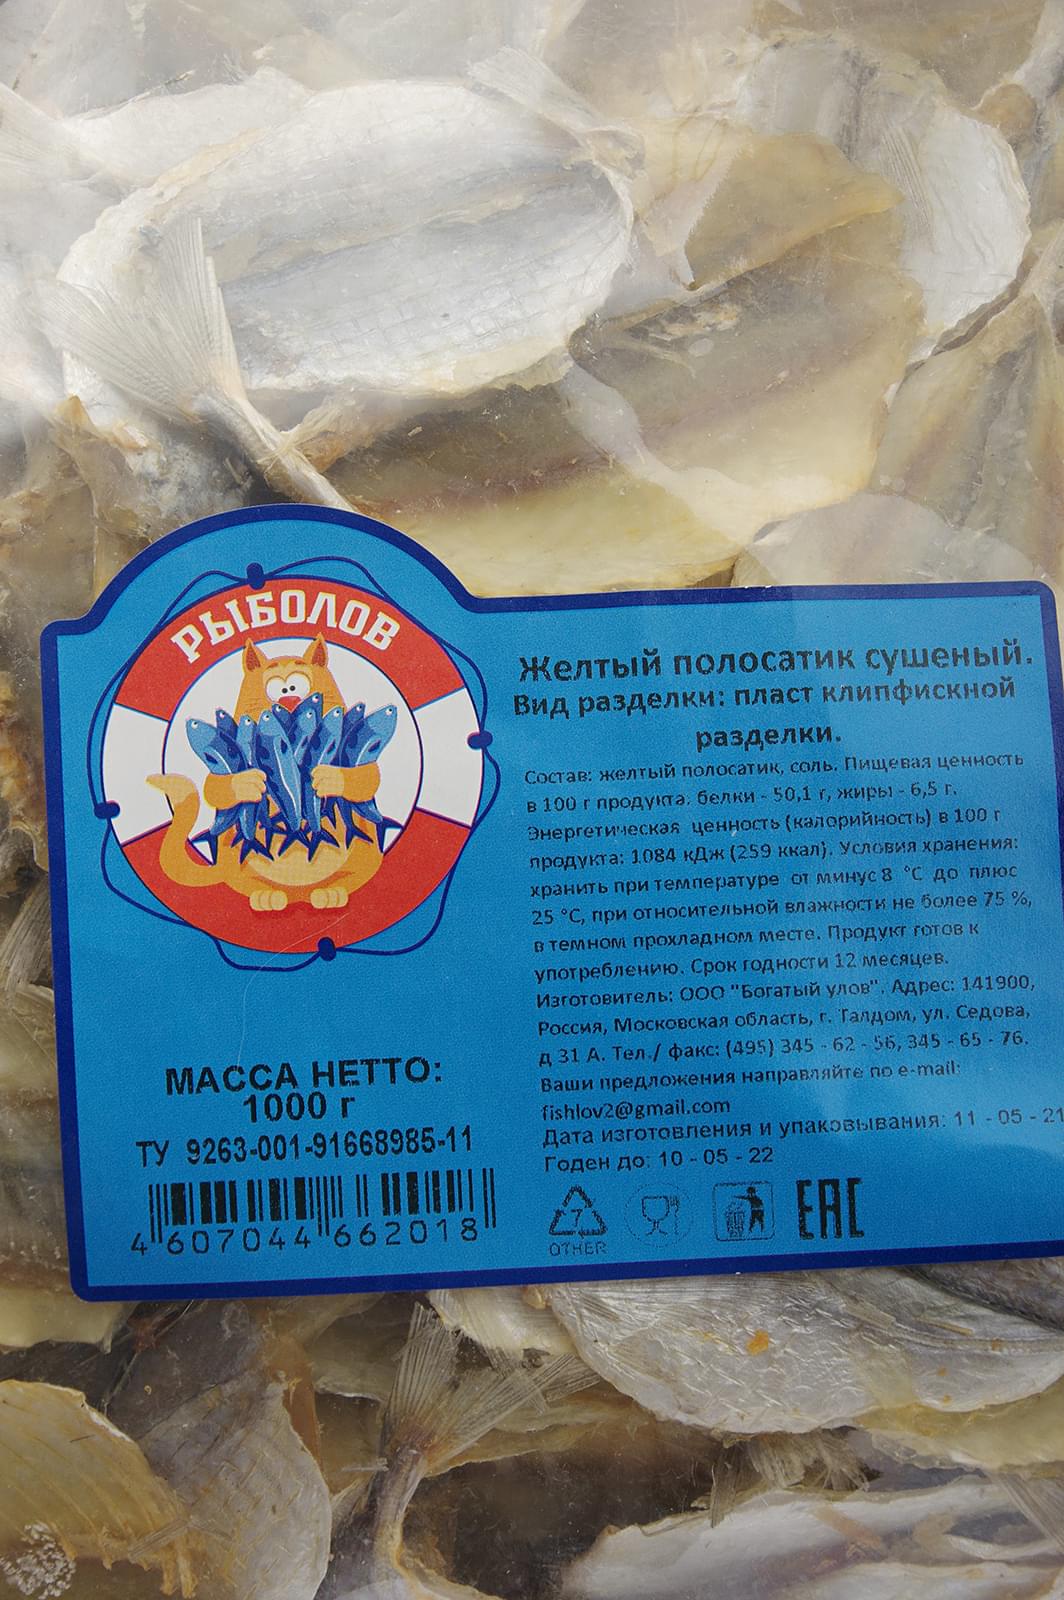 РЫБОЛОВ
Желтый полосатик сушеный.
Вид разделки: пласт клипфискной
разделки.
Состав: желтый полосатик, соль. Пищевая ценность
в 100 г продукта: белки - 50,1 г, жиры - 6,5 г.
Энергетическая ценность (калорийность) в 100 г
продукта: 1084 кДж (259 ккал). Условия хранения:
хранить при температуре от минус 8 °С до плюс
25 °С, при относительной влажности не более 75 %,
в темном прохладном месте. Продукт готов к
употреблению. Срок годности 12 месяцев.
Изготовитель: ООО "Богатый улов". Адрес: 141900,
Россия, Московская область, г. Талдом, ул. Седова,
д 31 А. Тел./ факс: (495) 345 - 62 - 56, 345 - 65 - 76.
Ваши предложения направляйте по e-mail:
fishlov2@gmail.com
Дата изготовления и упаковывания: 11 - 05 - 21
Годен до: 10 - 05 - 22
МАССА НЕТТО:
1000 г
ТУ 9263-001-91668985-11
4 607044 662018
7
OTHER
EAC